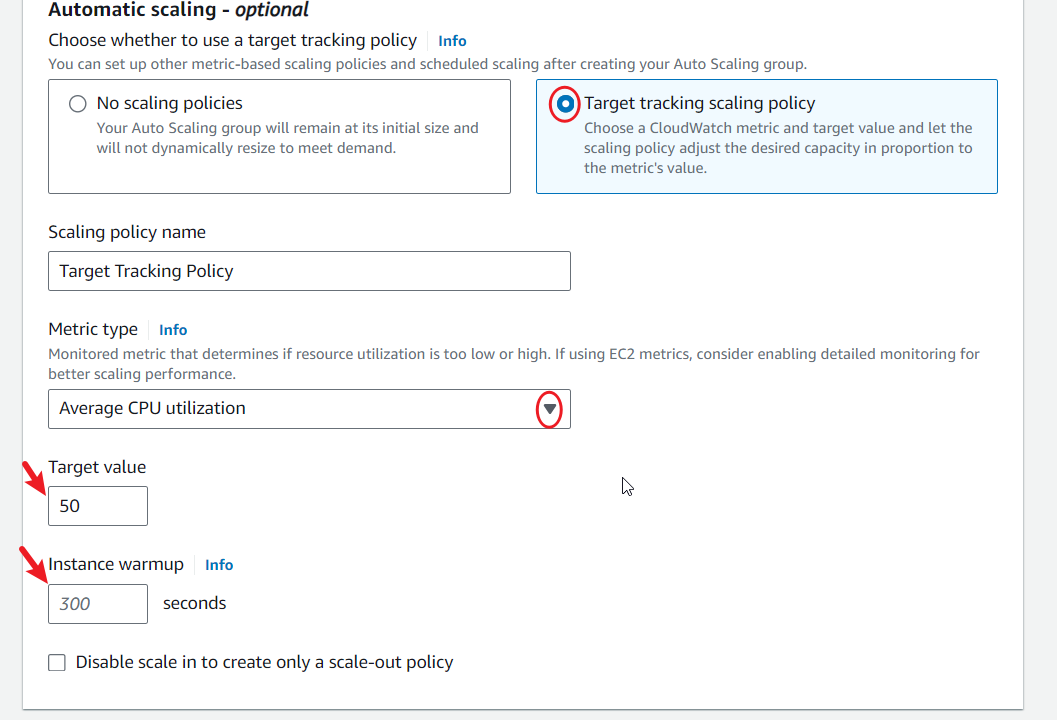 Automatic scaling - optional
Choose whether to use a target tracking policy Info
You can set up other metric-based scaling policies and scheduled scaling after creating your Auto Scaling group.
No scaling policies
Your Auto Scaling group will remain at its initial size and
will not dynamically resize to meet demand.
Target tracking scaling policy
Choose a CloudWatch metric and target value and let the
scaling policy adjust the desired capacity in proportion to
the metric's value.
Scaling policy name
Target Tracking Policy
Metric type Info
Monitored metric that determines if resource utilization is too low or high. If using EC2 metrics, consider enabling detailed monitoring for
better scaling performance.
Average CPU utilization
Target value
50
Instance warmup Info
300 seconds
Disable scale in to create only a scale-out policy